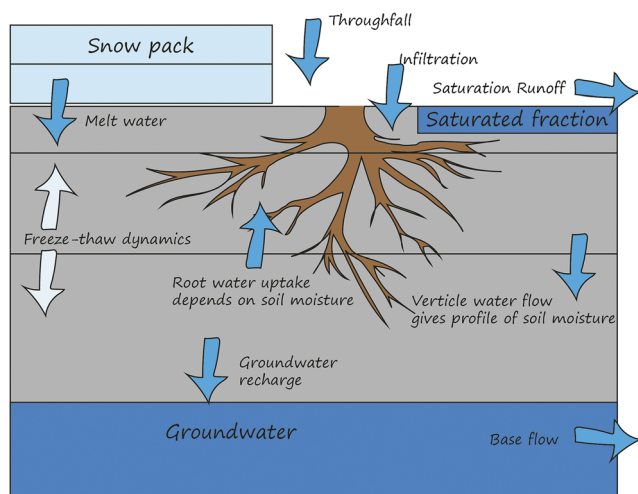 Throughfall
Snow pack
Infiltration
Saturation Runoff
Melt water
Saturated fraction
Freeze-thaw dynamics
Root water uptake
depends on soil moisture
Verticle water flow
gives profile of soil moisture
Groundwater
recharge
Groundwater
Base flow